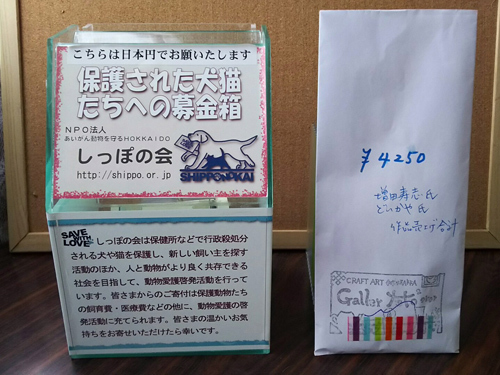 こちらは日本円でお願いたします
保護された犬猫
たちへの募金箱
NPO法人
あいがん動物を守るHOKKAIDO
しっぽの会
http://shippo.or.jp
SHIPPONOKAI
SAVE WITH LOVE
しっぽの会は保健所などで行政殺処分
される犬や猫を保護し、新しい飼い主を探す
活動のほか、人と動物がより良く共存できる
社会を目指して、動物愛護啓発活動を行って
います。皆さまからのご寄付は保護動物たち
の飼育費・医療費などの他に、動物愛護の啓
発活動に充てられます。皆さまの温かいお気
持ちをお寄せいただけたら幸いです。
¥4250
増田寿志氏
といかや氏
作品売上げ合計
CRAFT ART
Gallery